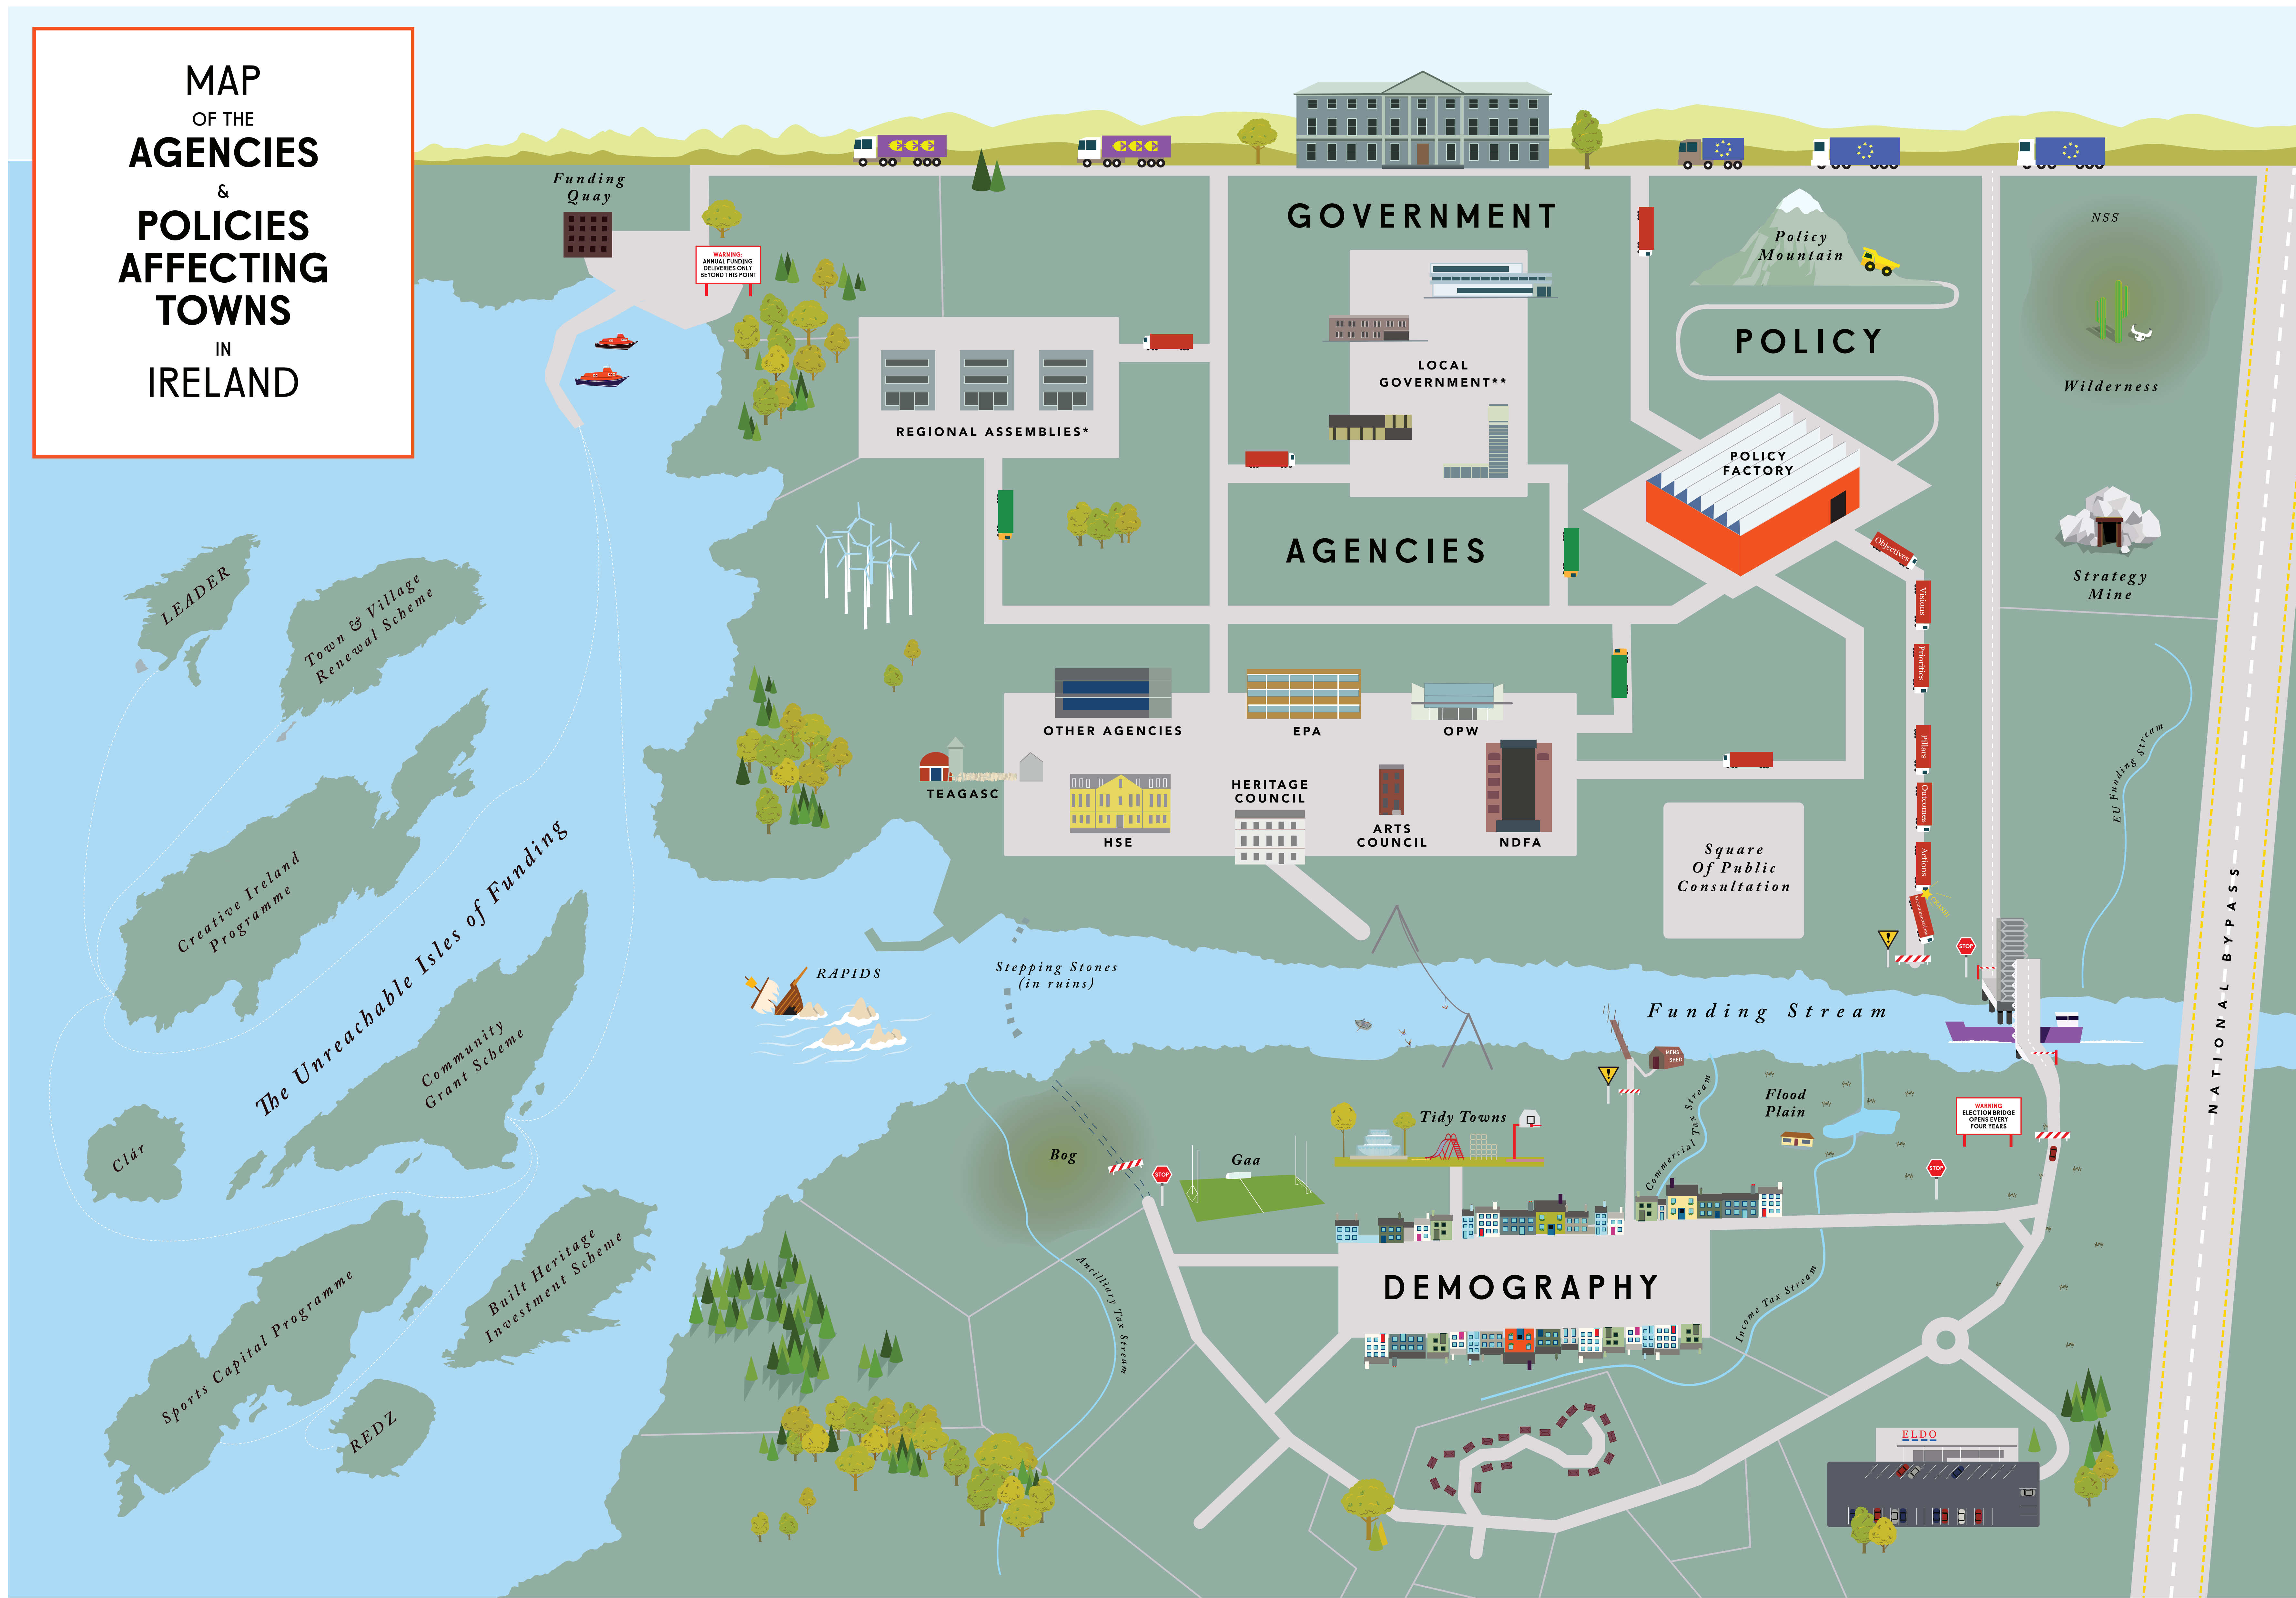 MAP
OF THE
AGENCIES
&
POLICIES
AFFECTING
TOWNS
IN
IRELAND
Funding
Quay
WARNING:
ANNUAL FUNDING
DELIVERIES ONLY
BEYOND THIS POINT
GOVERNMENT
LOCAL
GOVERNMENT**
REGIONAL ASSEMBLIES*
AGENCIES
Policy
Mountain
POLICY
POLICY
FACTORY
NSS
Wilderness
Strategy
Mine
Objectives
Visions
Priorities
Pillars
Outcomes
Actions
CRASH!
EU Funding Stream
NATIONAL BYPASS
OTHER AGENCIES
EPA
OPW
TEAGASC
HSE
HERITAGE
COUNCIL
ARTS
COUNCIL
NDFA
Square
Of Public
Consultation
STOP
LEADER
Town & Village
Renewal Scheme
Creative Ireland
Programme
The Unreachable Isles of Funding
Community
Grant Scheme
Clár
Built Heritage
Investment Scheme
Sports Capital Programme
REDZ
RAPIDS
Stepping Stones
(in ruins)
Funding Stream
MENS
SHED
Commercial Tax Stream
Flood
Plain
WARNING
ELECTION BRIDGE
OPENS EVERY
FOUR YEARS
STOP
Bog
STOP
Gaa
Tidy Towns
Ancilliary Tax Stream
DEMOGRAPHY
Income Tax Stream
ELDO